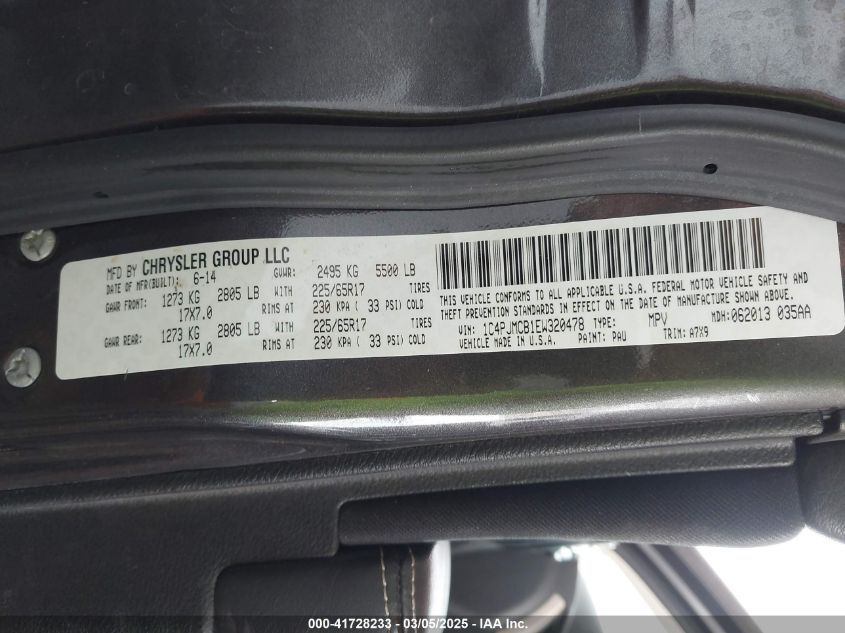 MFD BY CHRYSLER GROUP LLC
DATE OF MFR(BUILT): 6-14 GVWR: 2495 KG 5500 LB
GAWR FRONT: 1273 KG 2805 LB WITH 225/65R17 TIRES
17X7.0 RIMS AT 230 KPA ( 33 PSI) COLD
GAWR REAR: 1273 KG 2805 LB WITH 225/65R17 TIRES
17X7.0 RIMS AT 230 KPA ( 33 PSI) COLD
THIS VEHICLE CONFORMS TO ALL APPLICABLE U.S.A. FEDERAL MOTOR VEHICLE SAFETY AND
THEFT PREVENTION STANDARDS IN EFFECT ON THE DATE OF MANUFACTURE SHOWN ABOVE.
VIN: 1C4PJMCB1EW320478 TYPE: MPV MDH: 062013 035AA
VEHICLE MADE IN U.S.A. PAINT: PAU TRIM: A7X9
000-41728233 - 03/05/2025 - IAA Inc.